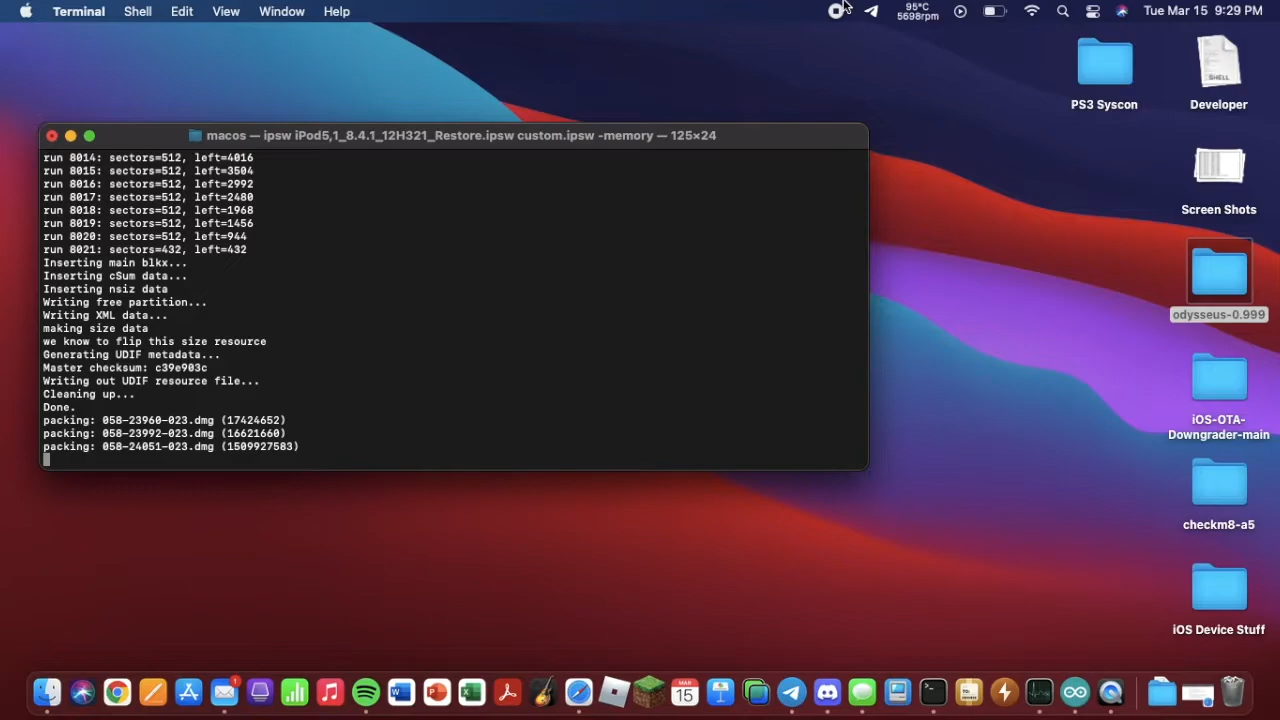 Terminal Shell Edit View Window Help
95°C
5698rpm
Tue Mar 15 9:29 PM
PS3 Syscon
SHELL
Developer
Screen Shots
odysseus-0.999
iOS-OTA-
Downgrader-main
checkm8-a5
iOS Device Stuff
macos — ipsw iPod5,1_8.4.1_12H321_Restore.ipsw custom.ipsw -memory — 125×24
run 8014: sectors=512, left=4016
run 8015: sectors=512, left=3504
run 8016: sectors=512, left=2992
run 8017: sectors=512, left=2480
run 8018: sectors=512, left=1968
run 8019: sectors=512, left=1456
run 8020: sectors=512, left=944
run 8021: sectors=432, left=432
Inserting main blkx...
Inserting cSum data...
Inserting nsiz data
Writing free partition...
Writing XML data...
making size data
we know to flip this size resource
Generating UDIF metadata...
Master checksum: c39e903c
Writing out UDIF resource file...
Cleaning up...
Done.
packing: 058-23960-023.dmg (17424652)
packing: 058-23992-023.dmg (16621660)
packing: 058-24051-023.dmg (1509927583)
1
W
P
X
MAR
15